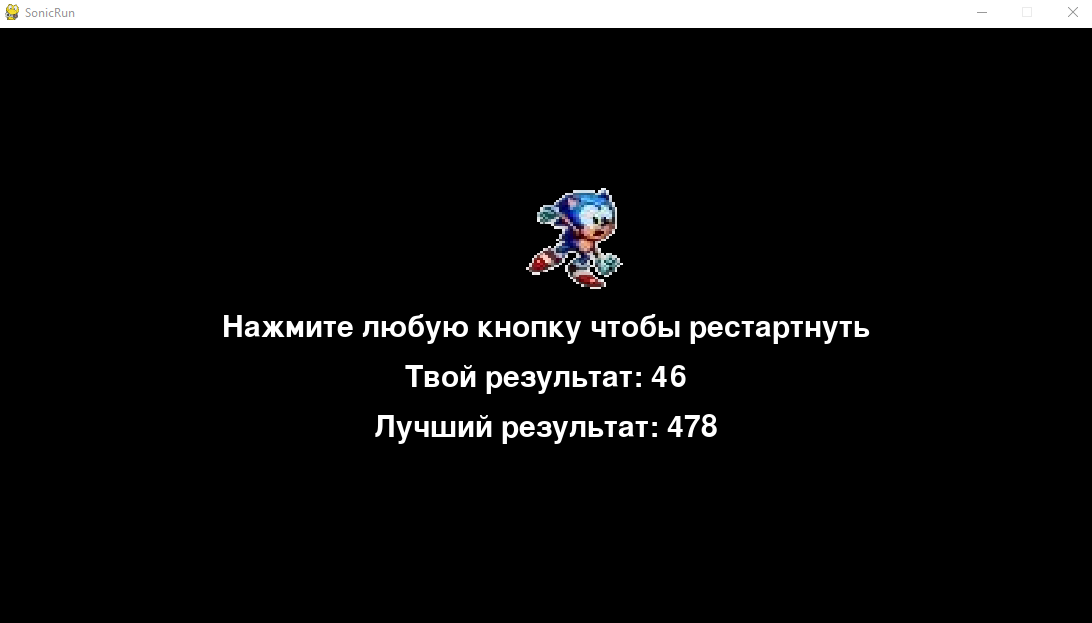 SonicRun
Нажмите любую кнопку чтобы рестартнуть
Твой результат: 46
Лучший результат: 478